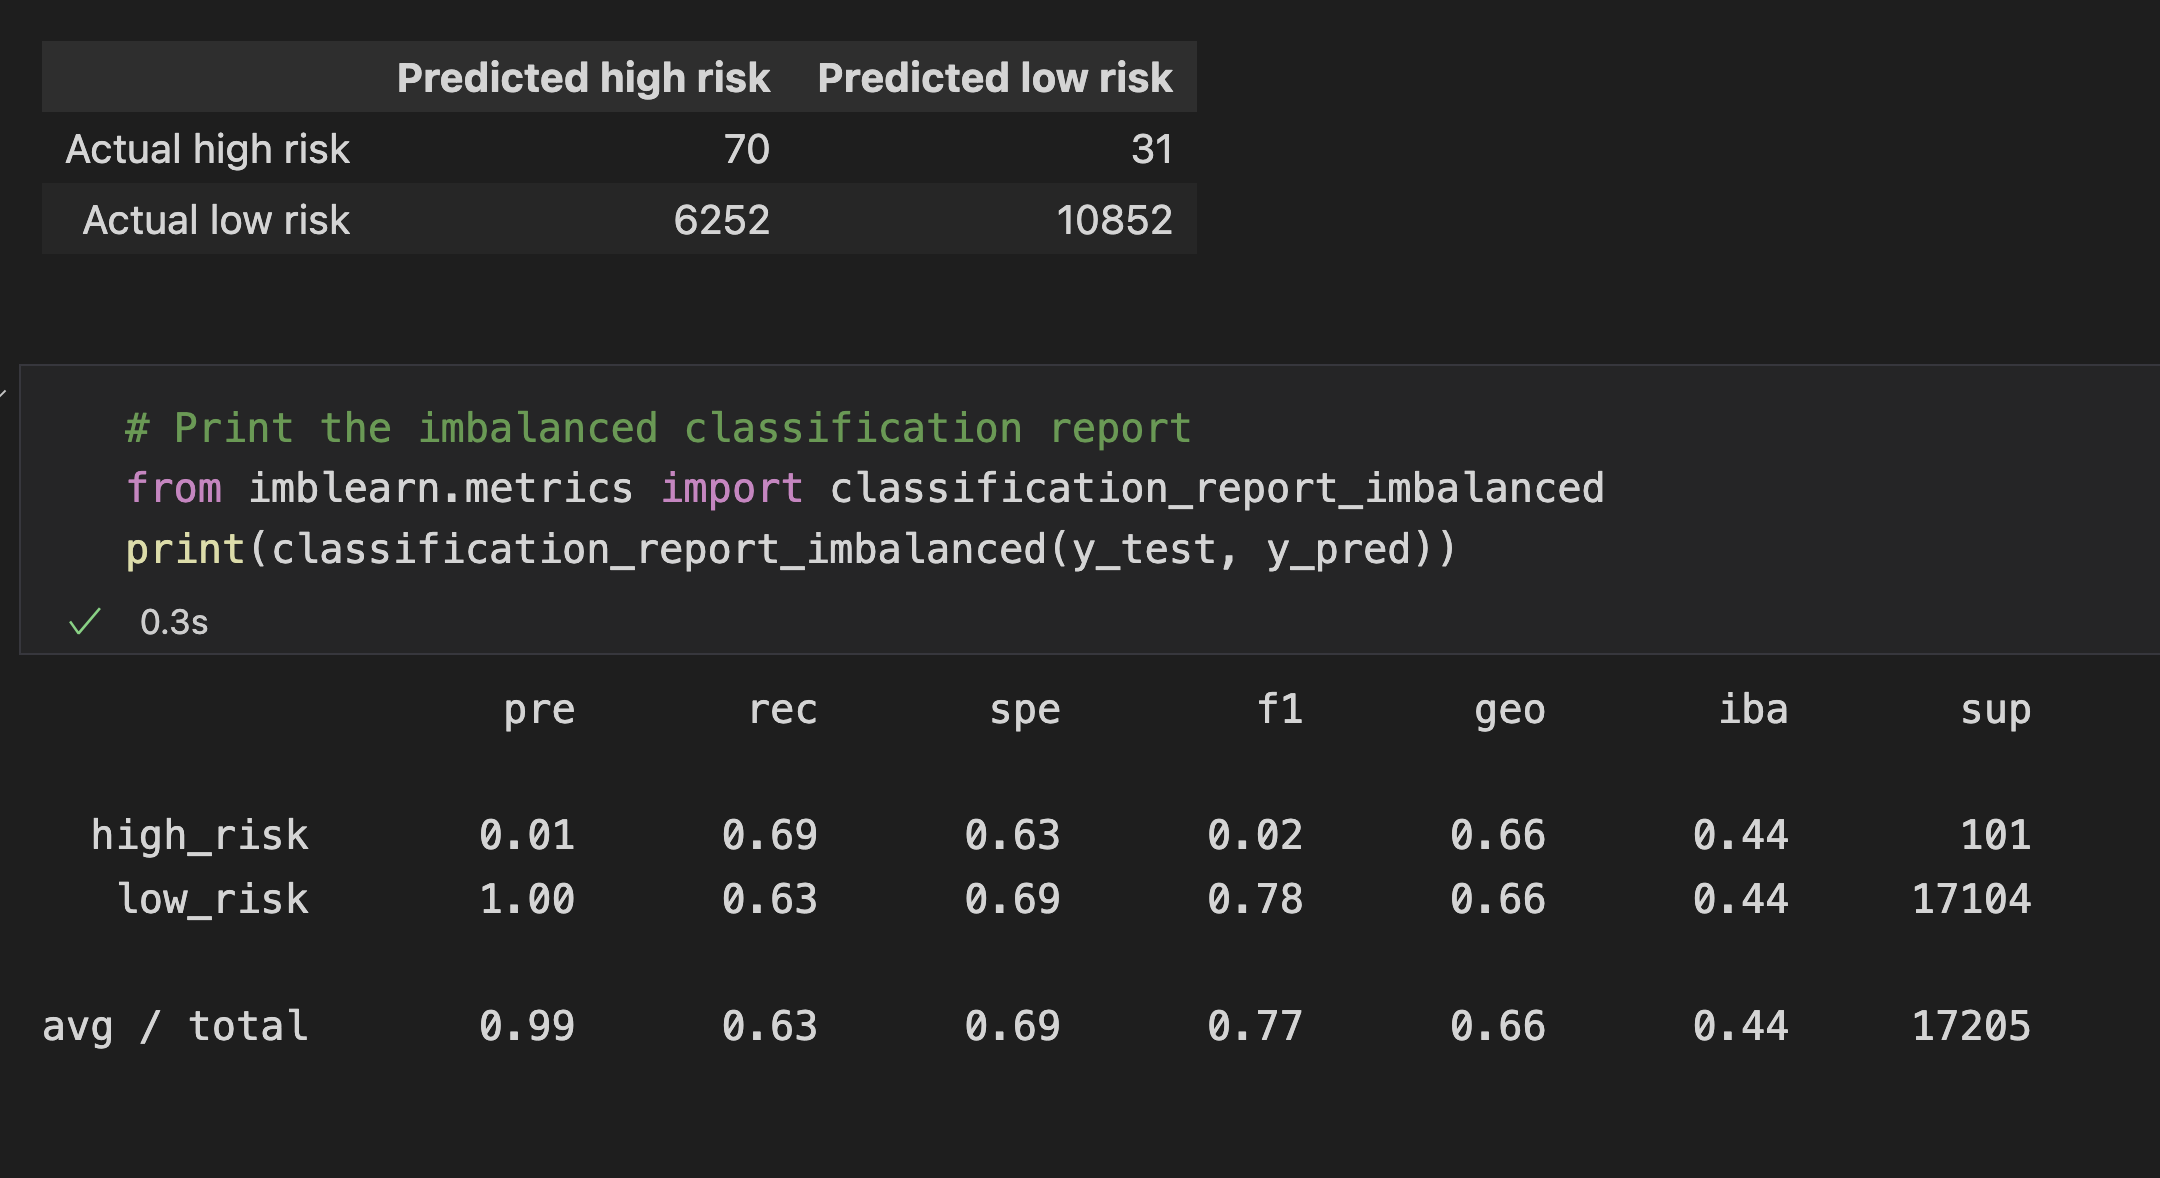 Predicted high risk Predicted low risk
Actual high risk 70 31
Actual low risk 6252 10852
# Print the imbalanced classification report
from imblearn.metrics import classification_report_imbalanced
print(classification_report_imbalanced(y_test, y_pred))
0.3s
pre rec spe f1 geo iba sup
high_risk 0.01 0.69 0.63 0.02 0.66 0.44 101
low_risk 1.00 0.63 0.69 0.78 0.66 0.44 17104
avg / total 0.99 0.63 0.69 0.77 0.66 0.44 17205